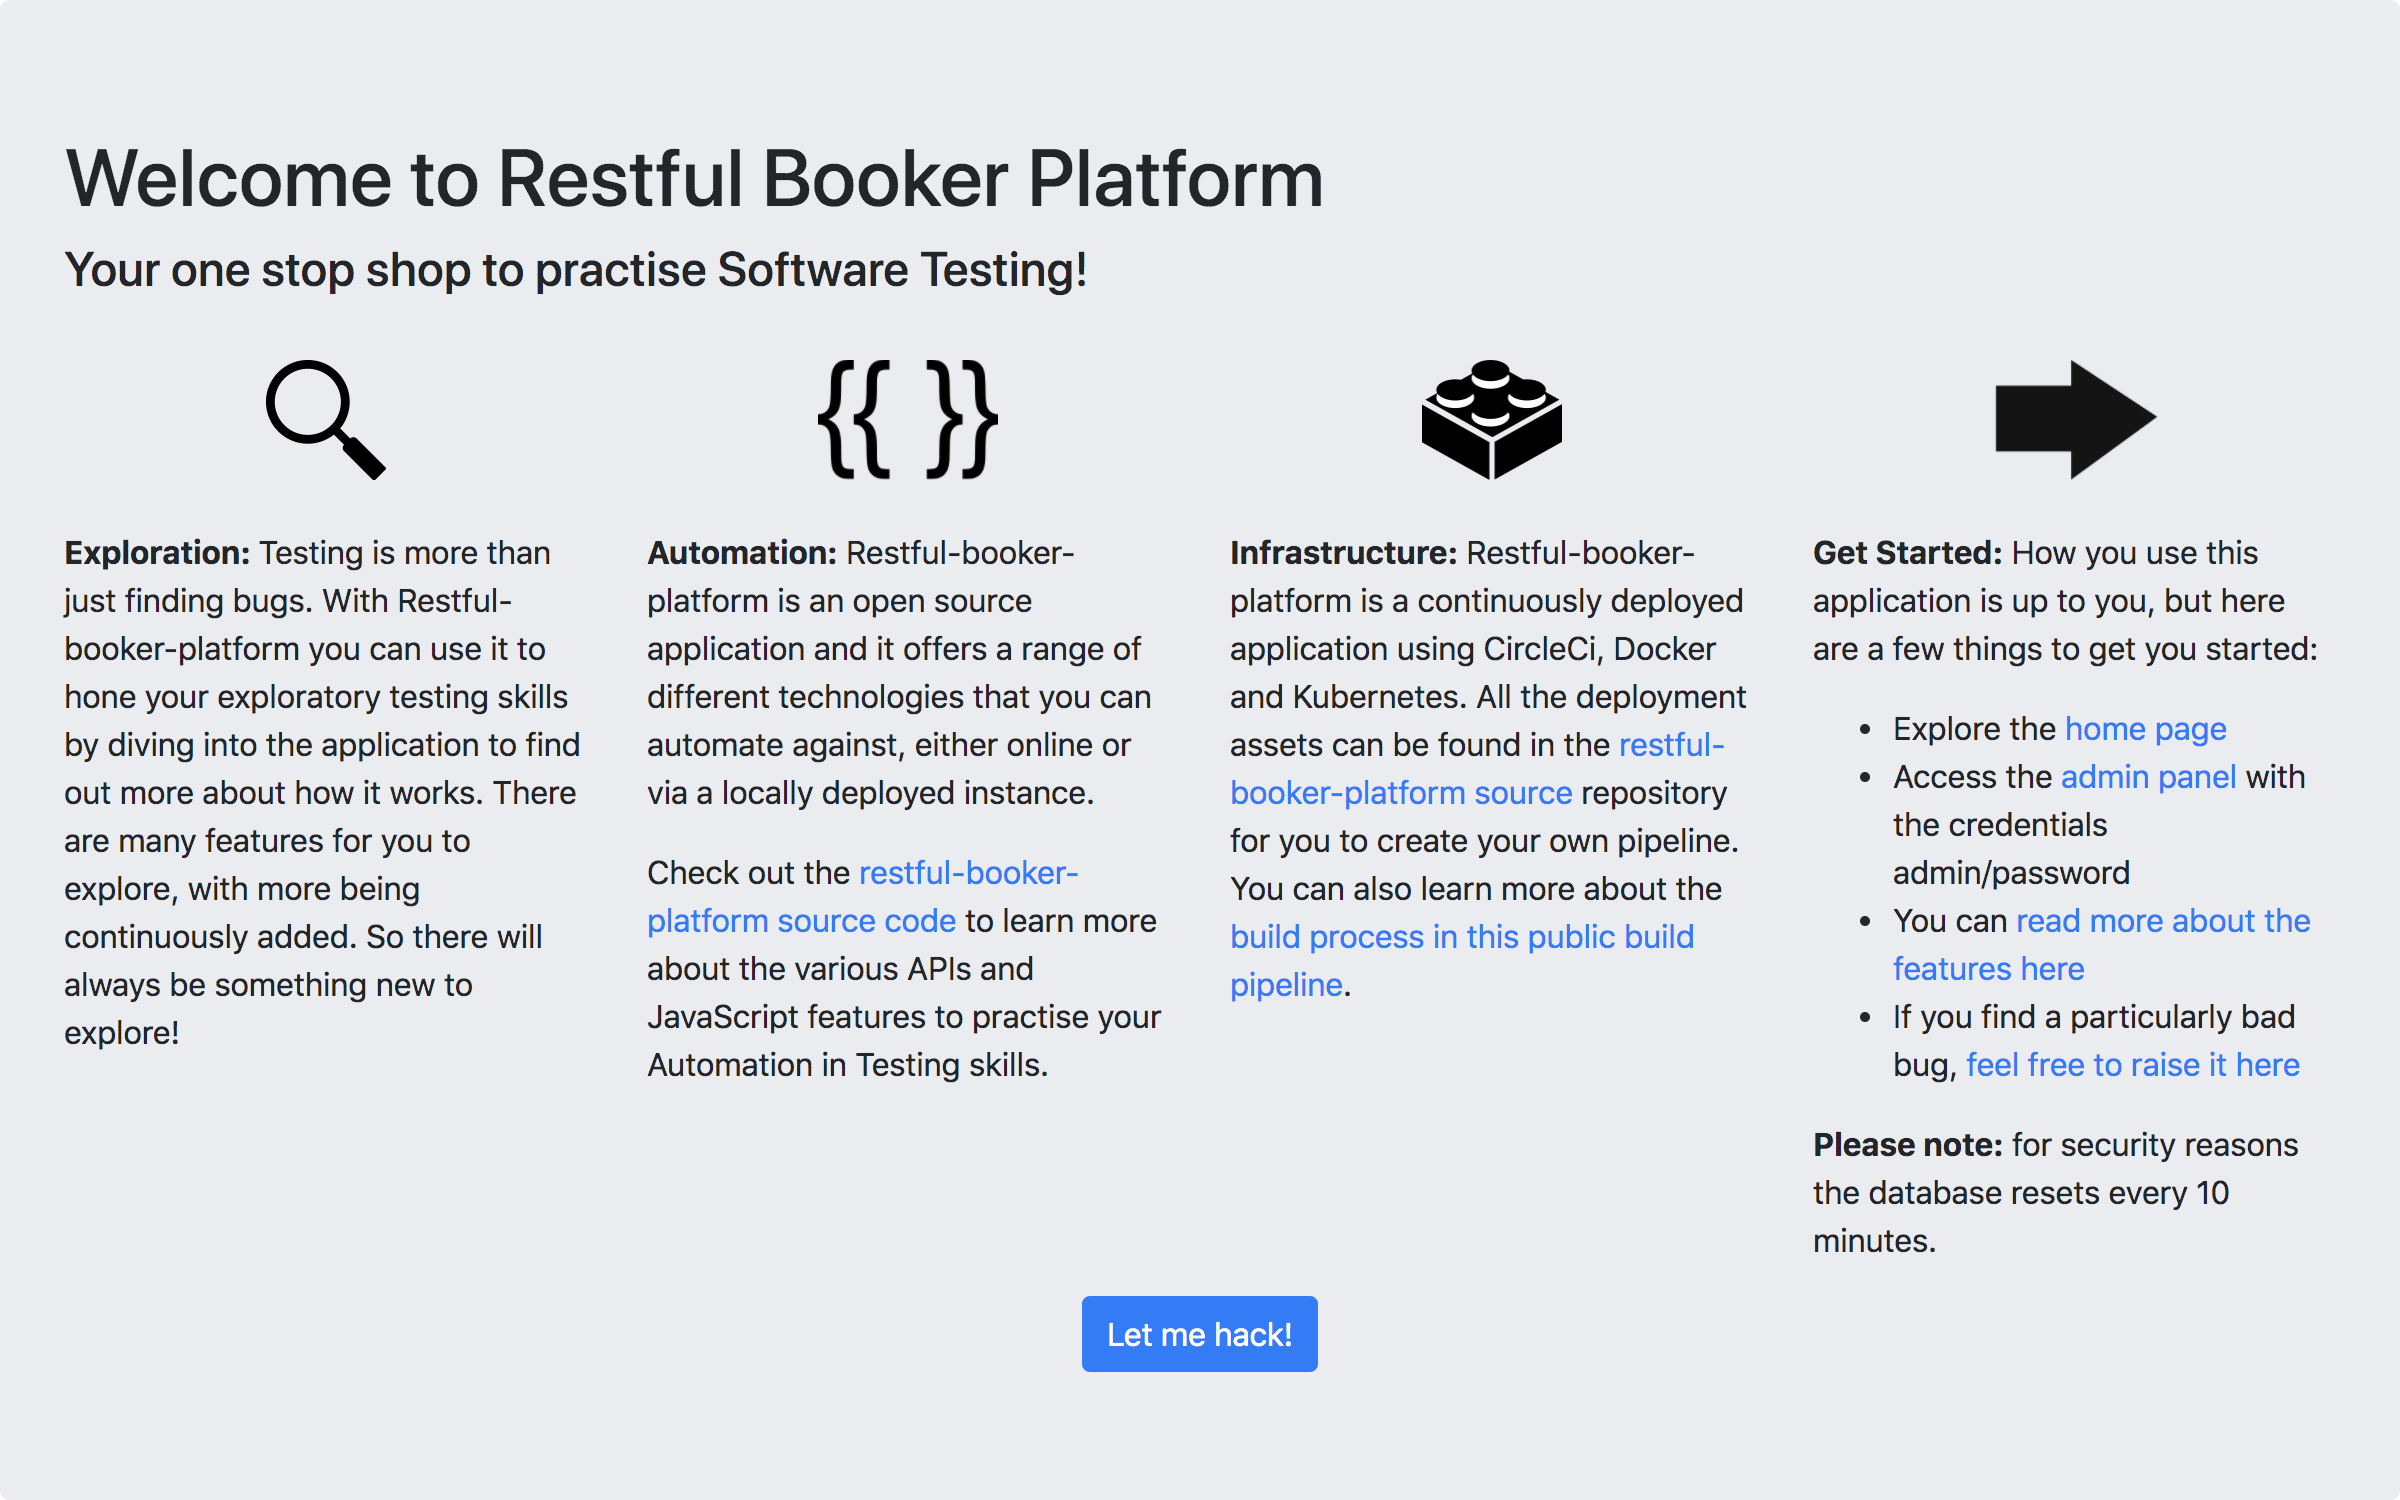 Welcome to Restful Booker Platform
Your one stop shop to practise Software Testing!
{{ }}
Exploration: Testing is more than
just finding bugs. With Restful-
booker-platform you can use it to
hone your exploratory testing skills
by diving into the application to find
out more about how it works. There
are many features for you to
explore, with more being
continuously added. So there will
always be something new to
explore!
Automation: Restful-booker-
platform is an open source
application and it offers a range of
different technologies that you can
automate against, either online or
via a locally deployed instance.
Check out the restful-booker-
platform source code to learn more
about the various APIs and
JavaScript features to practise your
Automation in Testing skills.
Infrastructure: Restful-booker-
platform is a continuously deployed
application using CircleCi, Docker
and Kubernetes. All the deployment
assets can be found in the restful-
booker-platform source repository
for you to create your own pipeline.
You can also learn more about the
build process in this public build
pipeline.
Get Started: How you use this
application is up to you, but here
are a few things to get you started:
• Explore the home page
• Access the admin panel with
the credentials
admin/password
• You can read more about the
features here
• If you find a particularly bad
bug, feel free to raise it here
Please note: for security reasons
the database resets every 10
minutes.
Let me hack!